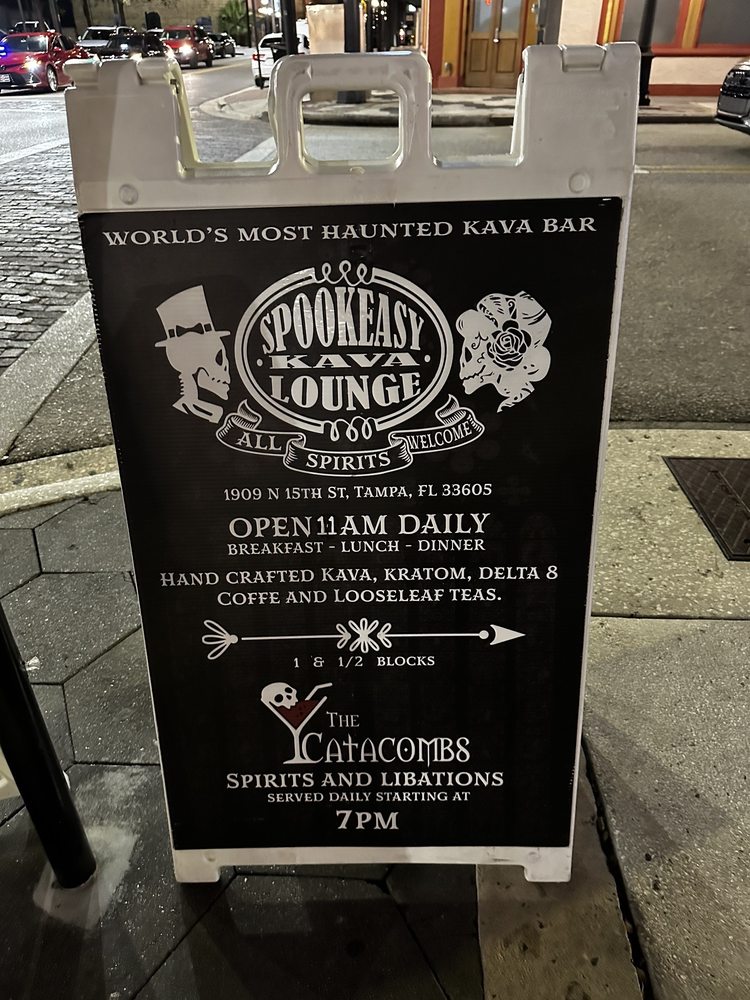 WORLD'S MOST HAUNTED KAVA BAR
SPOOKEASY
· KAVA ·
LOUNGE
ALL SPIRITS WELCOME
1909 N 15TH ST, TAMPA, FL 33605
OPEN 11AM DAILY
BREAKFAST - LUNCH - DINNER
HAND CRAFTED KAVA, KRATOM, DELTA 8
COFFE AND LOOSELEAF TEAS.
1 & 1/2 BLOCKS
THE
CATACOMBS
SPIRITS AND LIBATIONS
SERVED DAILY STARTING AT
7PM